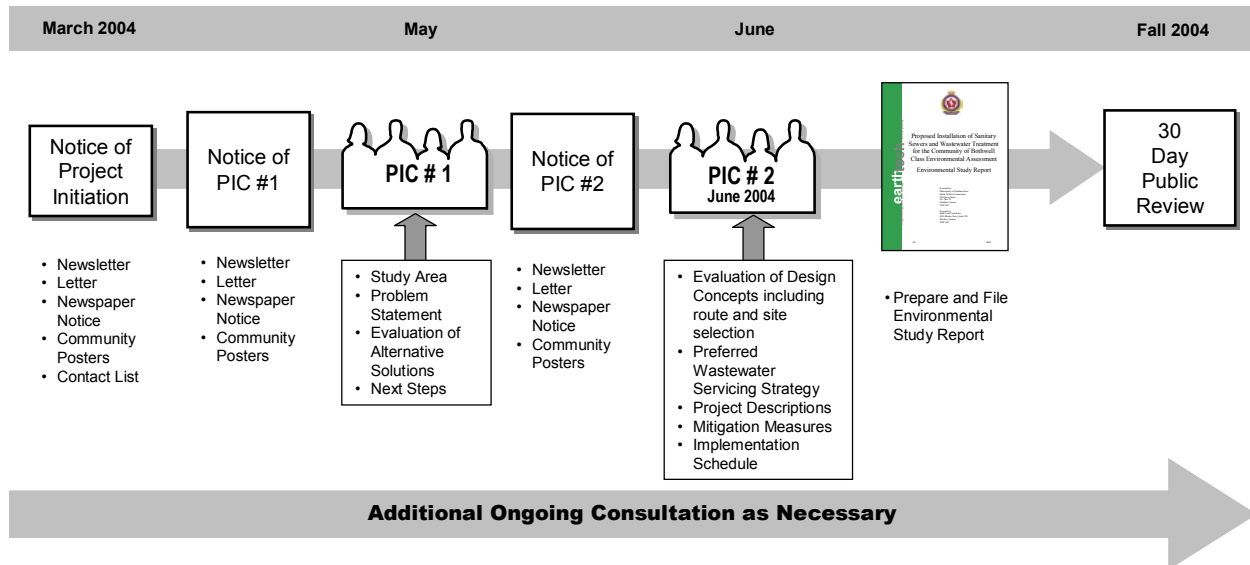 March 2004
May
June
Fall 2004
Notice of
Project
Initiation
Notice of
PIC #1
PIC # 1
Notice of
PIC #2
PIC # 2
June 2004
earthtech
Proposed Installation of Sanitary
Sewers and Wastewater Treatment
for the Community of Bothwell
Class Environmental Assessment
Environmental Study Report
30
Day
Public
Review
• Newsletter
• Letter
• Newspaper
Notice
• Community
Posters
• Contact List
• Newsletter
• Letter
• Newspaper
Notice
• Community
Posters
• Study Area
• Problem
Statement
• Evaluation of
Alternative
Solutions
• Next Steps
• Newsletter
• Letter
• Newspaper
Notice
• Community
Posters
• Evaluation of Design
Concepts including
route and site
selection
• Preferred
Wastewater
Servicing Strategy
• Project Descriptions
• Mitigation Measures
• Implementation
Schedule
• Prepare and File
Environmental
Study Report
Additional Ongoing Consultation as Necessary